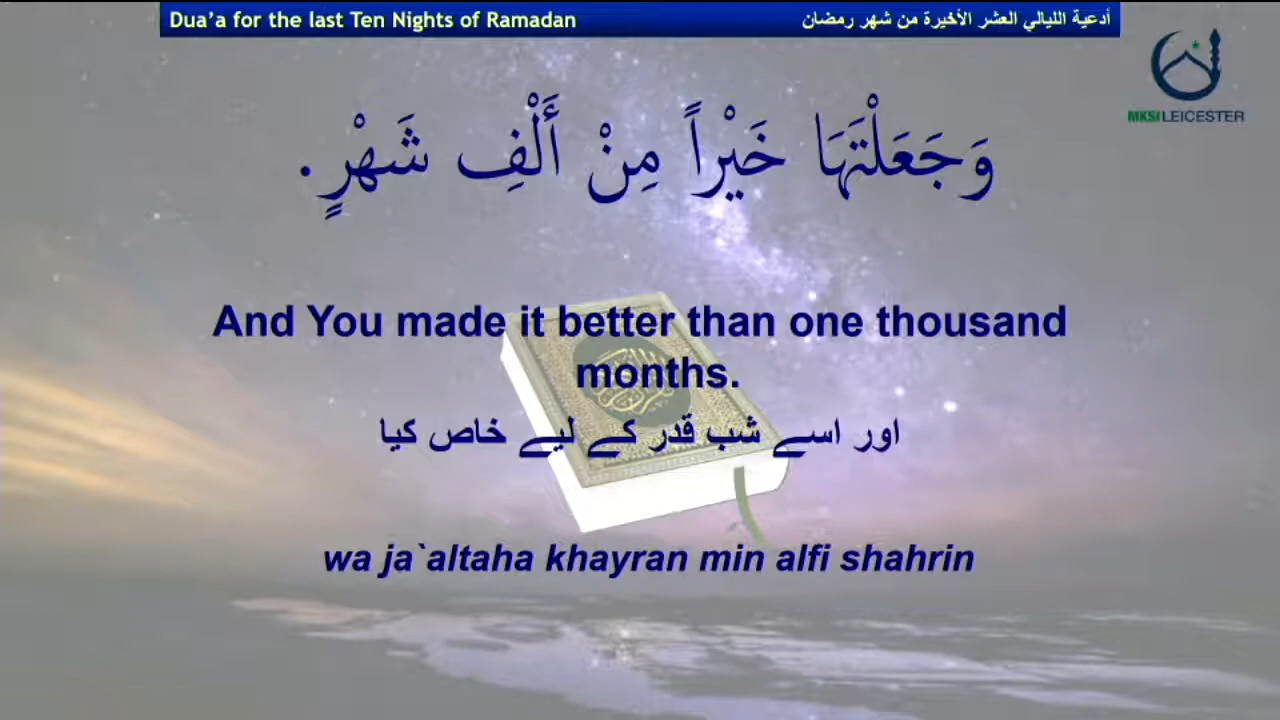 Dua’a for the last Ten Nights of Ramadan
أدعية الليالي العشر الأخيرة من شهر رمضان
MKSI LEICESTER
وَجَعَلْتَهَا خَيْراً مِنْ أَلْفِ شَهْرٍ.
And You made it better than one thousand
months.
اور اسے شب قدر کے لیے خاص کیا
wa ja`altaha khayran min alfi shahrin